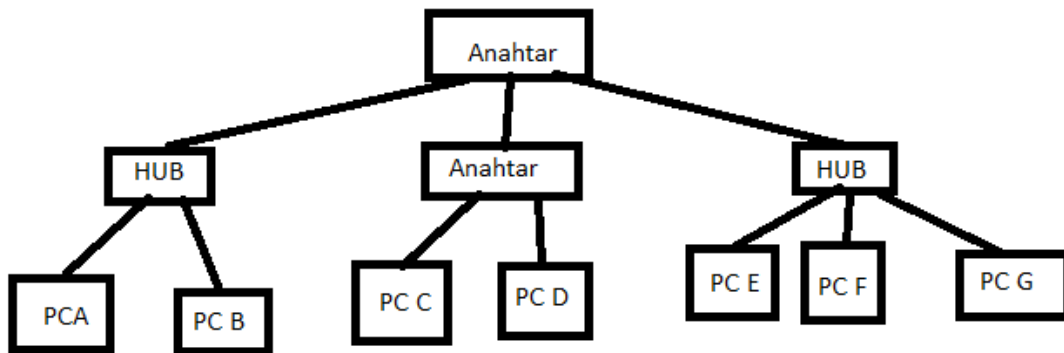 Anahtar
HUB
Anahtar
HUB
PCA
PC B
PC C
PC D
PC E
PC F
PC G